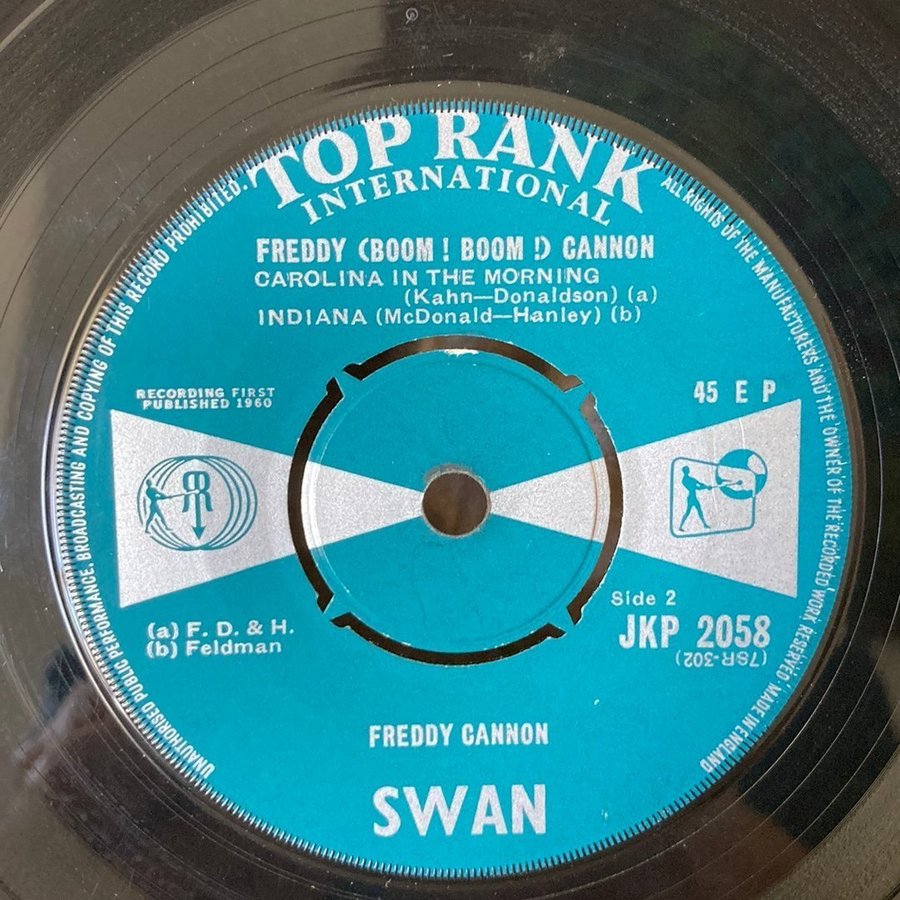 TOP RANK
INTERNATIONAL
FREDDY (BOOM ! BOOM !) CANNON
CAROLINA IN THE MORNING
(Kahn—Donaldson) (a)
INDIANA (McDonald—Hanley) (b)
RECORDING FIRST
PUBLISHED 1960
45 E P
R
Side 2
JKP 2058
(7SR-302)
(a) F. D. & H.
(b) Feldman
FREDDY CANNON
SWAN
ALL RIGHTS OF THE MANUFACTURERS AND THE OWNER OF THE RECORDED WORK RESERVED. MADE IN ENGLAND
UNAUTHORISED PUBLIC PERFORMANCE, BROADCASTING AND COPYING OF THIS RECORD PROHIBITED.